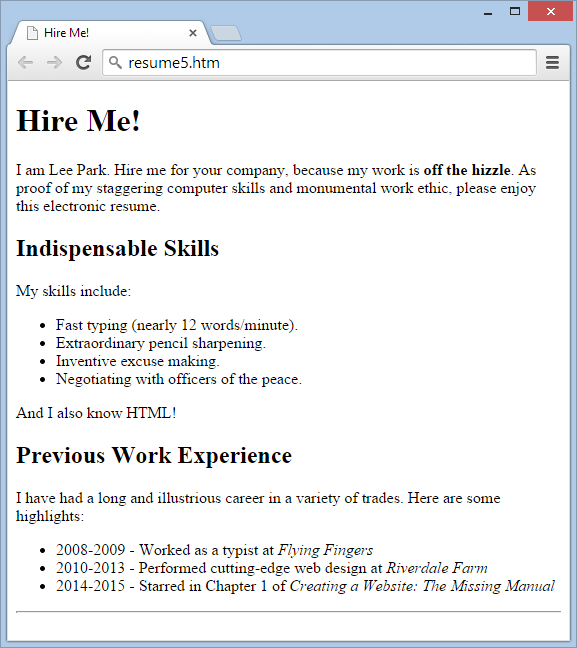 Hire Me!
resume5.htm
Hire Me!
I am Lee Park. Hire me for your company, because my work is off the hizzle. As
proof of my staggering computer skills and monumental work ethic, please enjoy
this electronic resume.
Indispensable Skills
My skills include:
• Fast typing (nearly 12 words/minute).
• Extraordinary pencil sharpening.
• Inventive excuse making.
• Negotiating with officers of the peace.
And I also know HTML!
Previous Work Experience
I have had a long and illustrious career in a variety of trades. Here are some
highlights:
• 2008-2009 - Worked as a typist at Flying Fingers
• 2010-2013 - Performed cutting-edge web design at Riverdale Farm
• 2014-2015 - Starred in Chapter 1 of Creating a Website: The Missing Manual